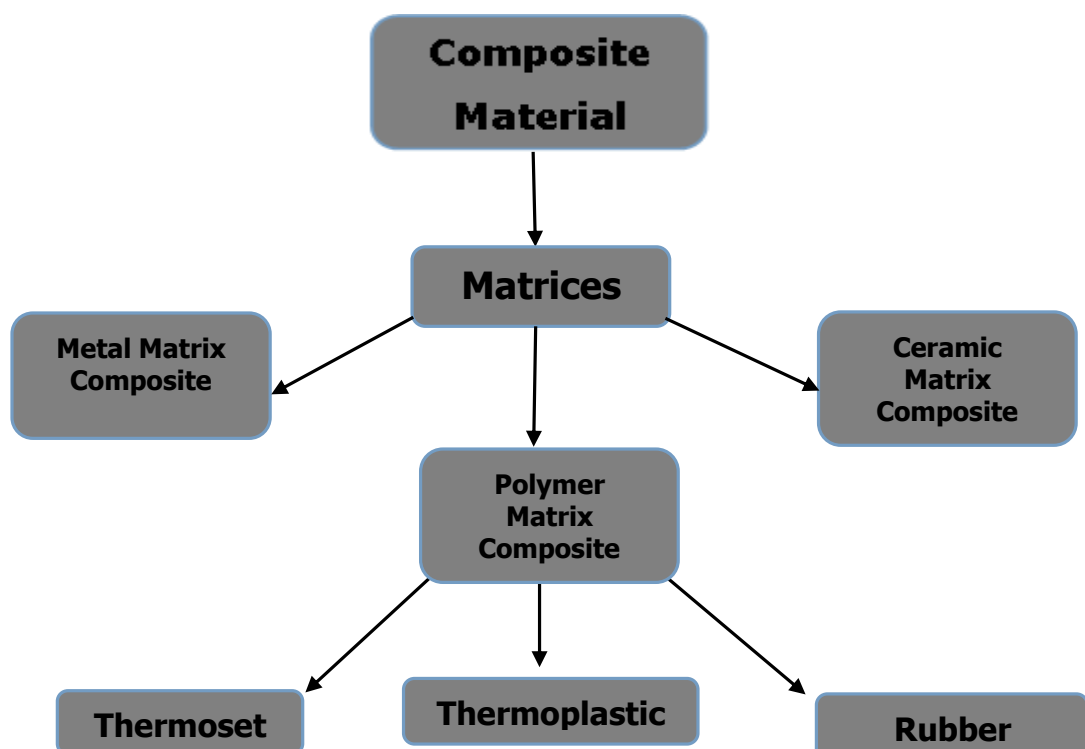 Composite
Material
Matrices
Metal Matrix
Composite
Ceramic
Matrix
Composite
Polymer
Matrix
Composite
Thermoset
Thermoplastic
Rubber